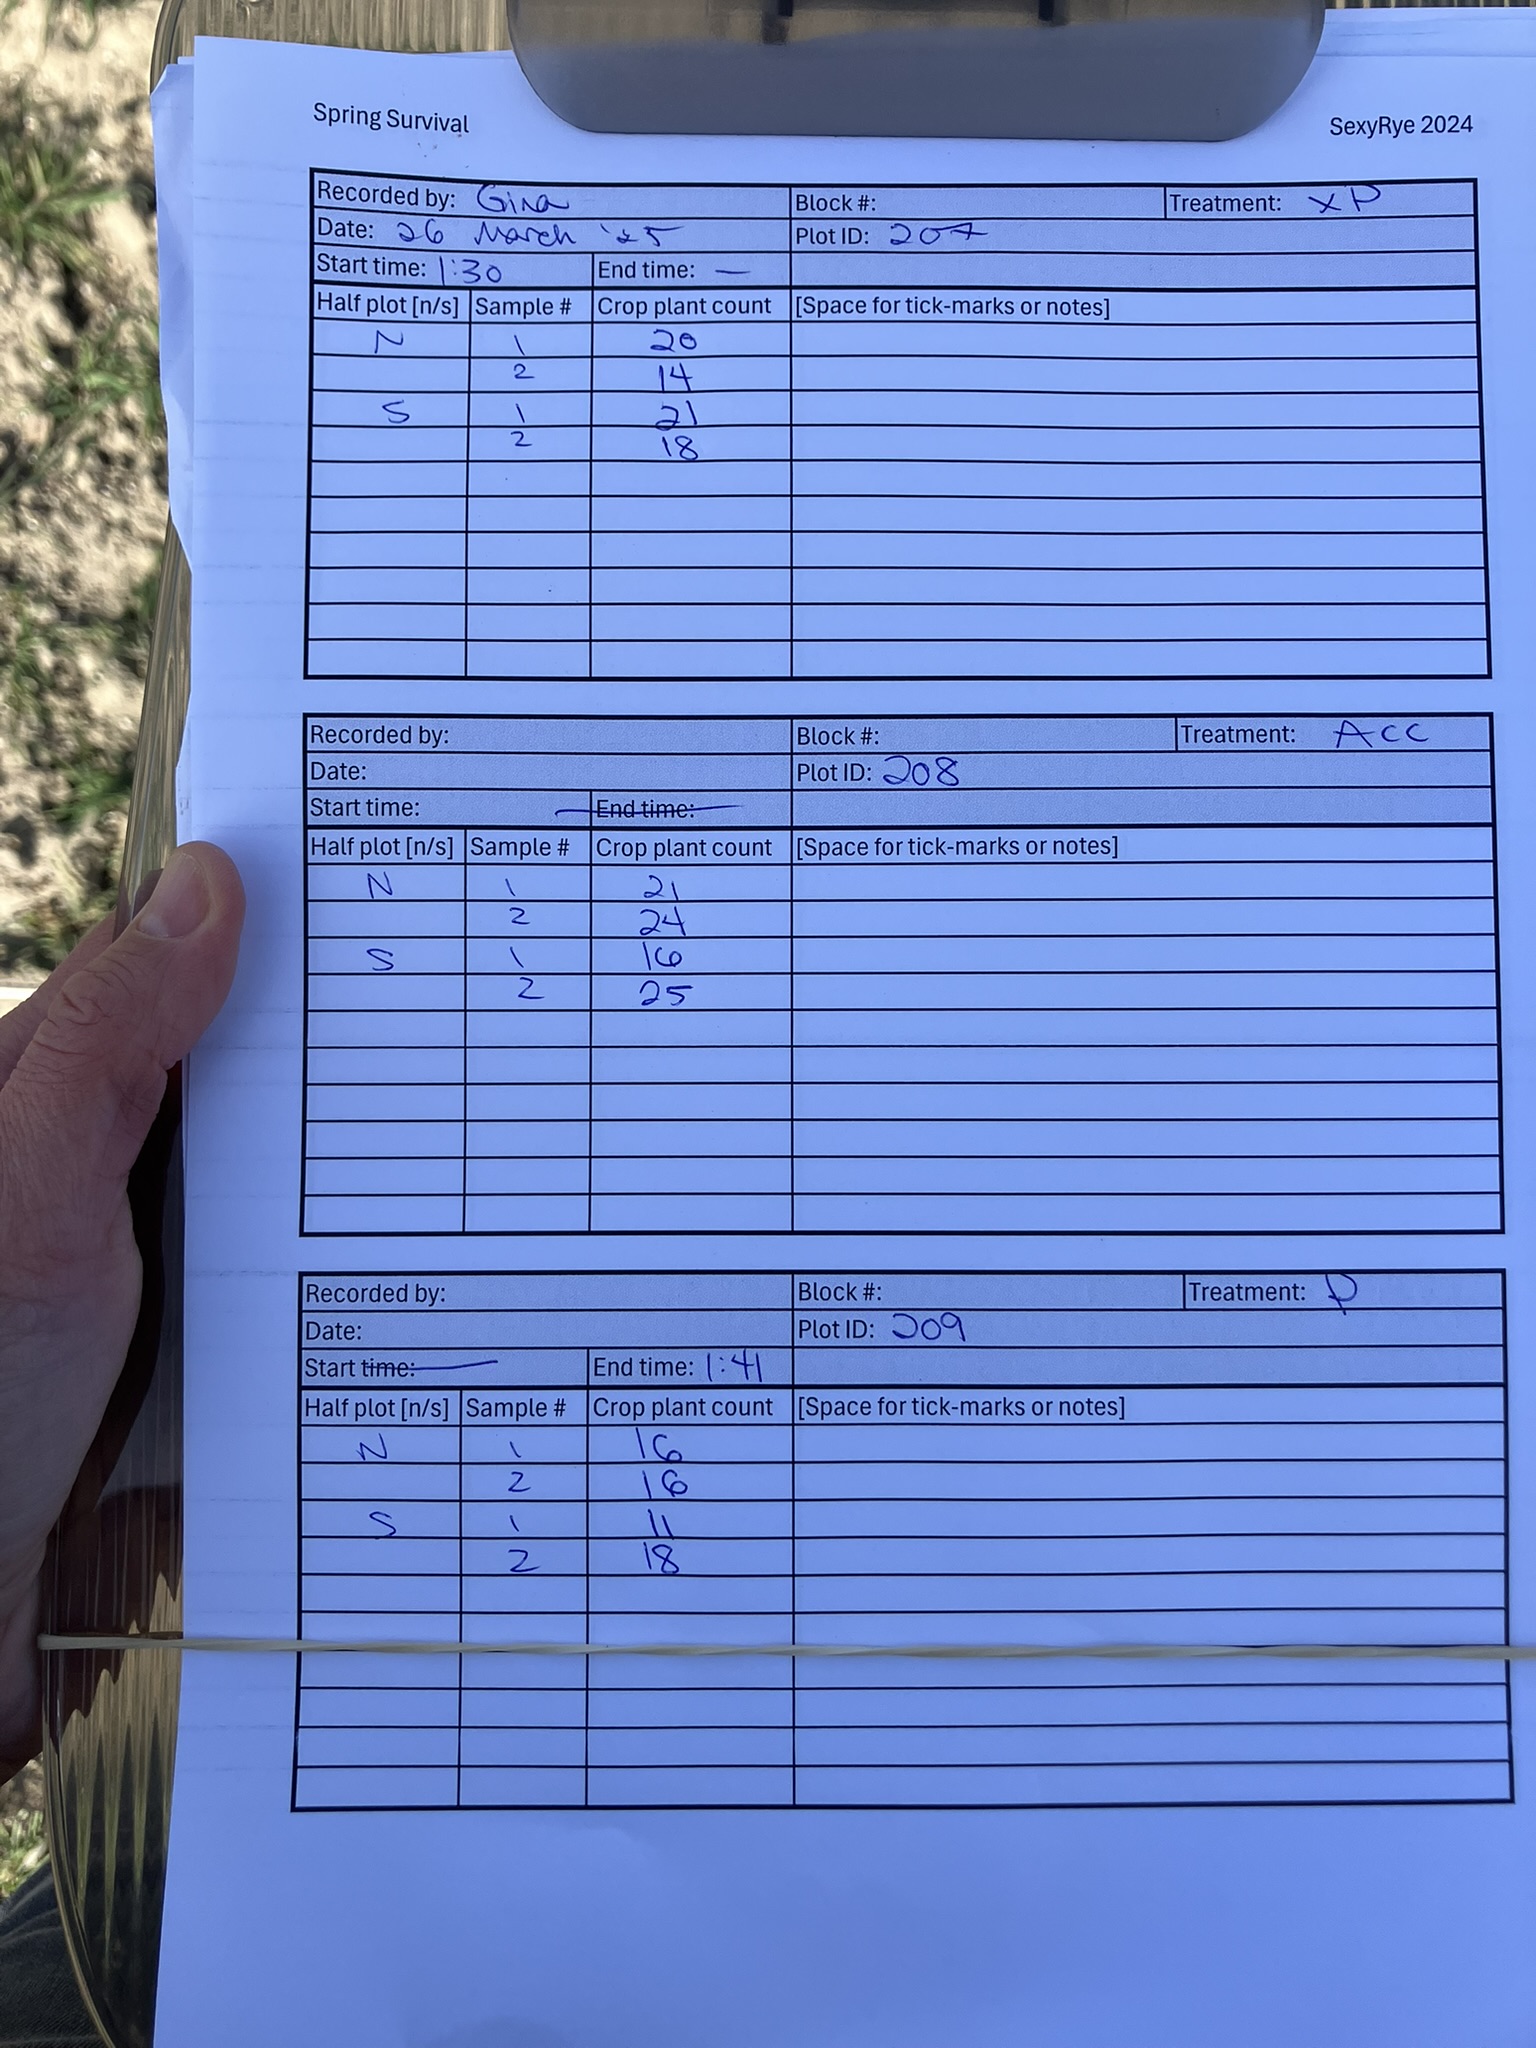 Spring Survival SexyRye 2024
Recorded by: Gina Block #: Treatment: XP
Date: 26 March '25 Plot ID: 207
Start time: 1:30 End time: —
Half plot [n/s] Sample # Crop plant count [Space for tick-marks or notes]
N 1 20
2 14
S 1 21
2 18
Recorded by: Block #: Treatment: ACC
Date: Plot ID: 208
Start time: End time:
Half plot [n/s] Sample # Crop plant count [Space for tick-marks or notes]
N 1 21
2 24
S 1 16
2 25
Recorded by: Block #: Treatment: P
Date: Plot ID: 209
Start time: End time: 1:41
Half plot [n/s] Sample # Crop plant count [Space for tick-marks or notes]
N 1 16
2 16
S 1 11
2 18